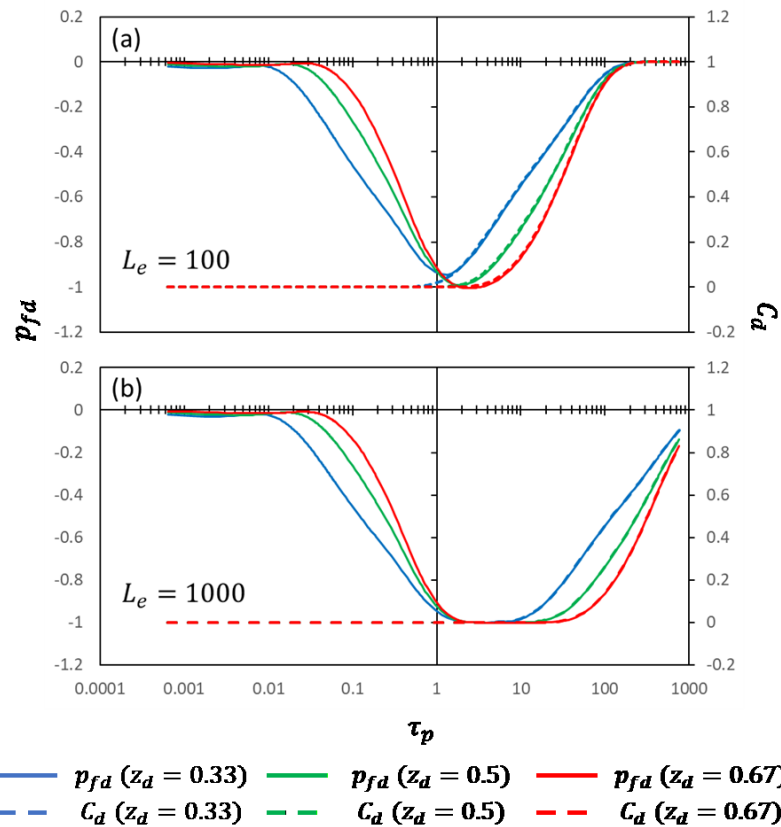 0.2 1.2
(a)
0 1
-0.2 0.8
-0.4 0.6
-0.6 0.4
-0.8 0.2
L_e = 100
-1 0
-1.2 -0.2
p_fd C_d
0.2 1.2
(b)
0 1
-0.2 0.8
-0.4 0.6
-0.6 0.4
-0.8 0.2
L_e = 1000
-1 0
-1.2 -0.2
0.0001 0.001 0.01 0.1 1 10 100 1000
τ_p
p_fd (z_d = 0.33) p_fd (z_d = 0.5) p_fd (z_d = 0.67)
C_d (z_d = 0.33) C_d (z_d = 0.5) C_d (z_d = 0.67)